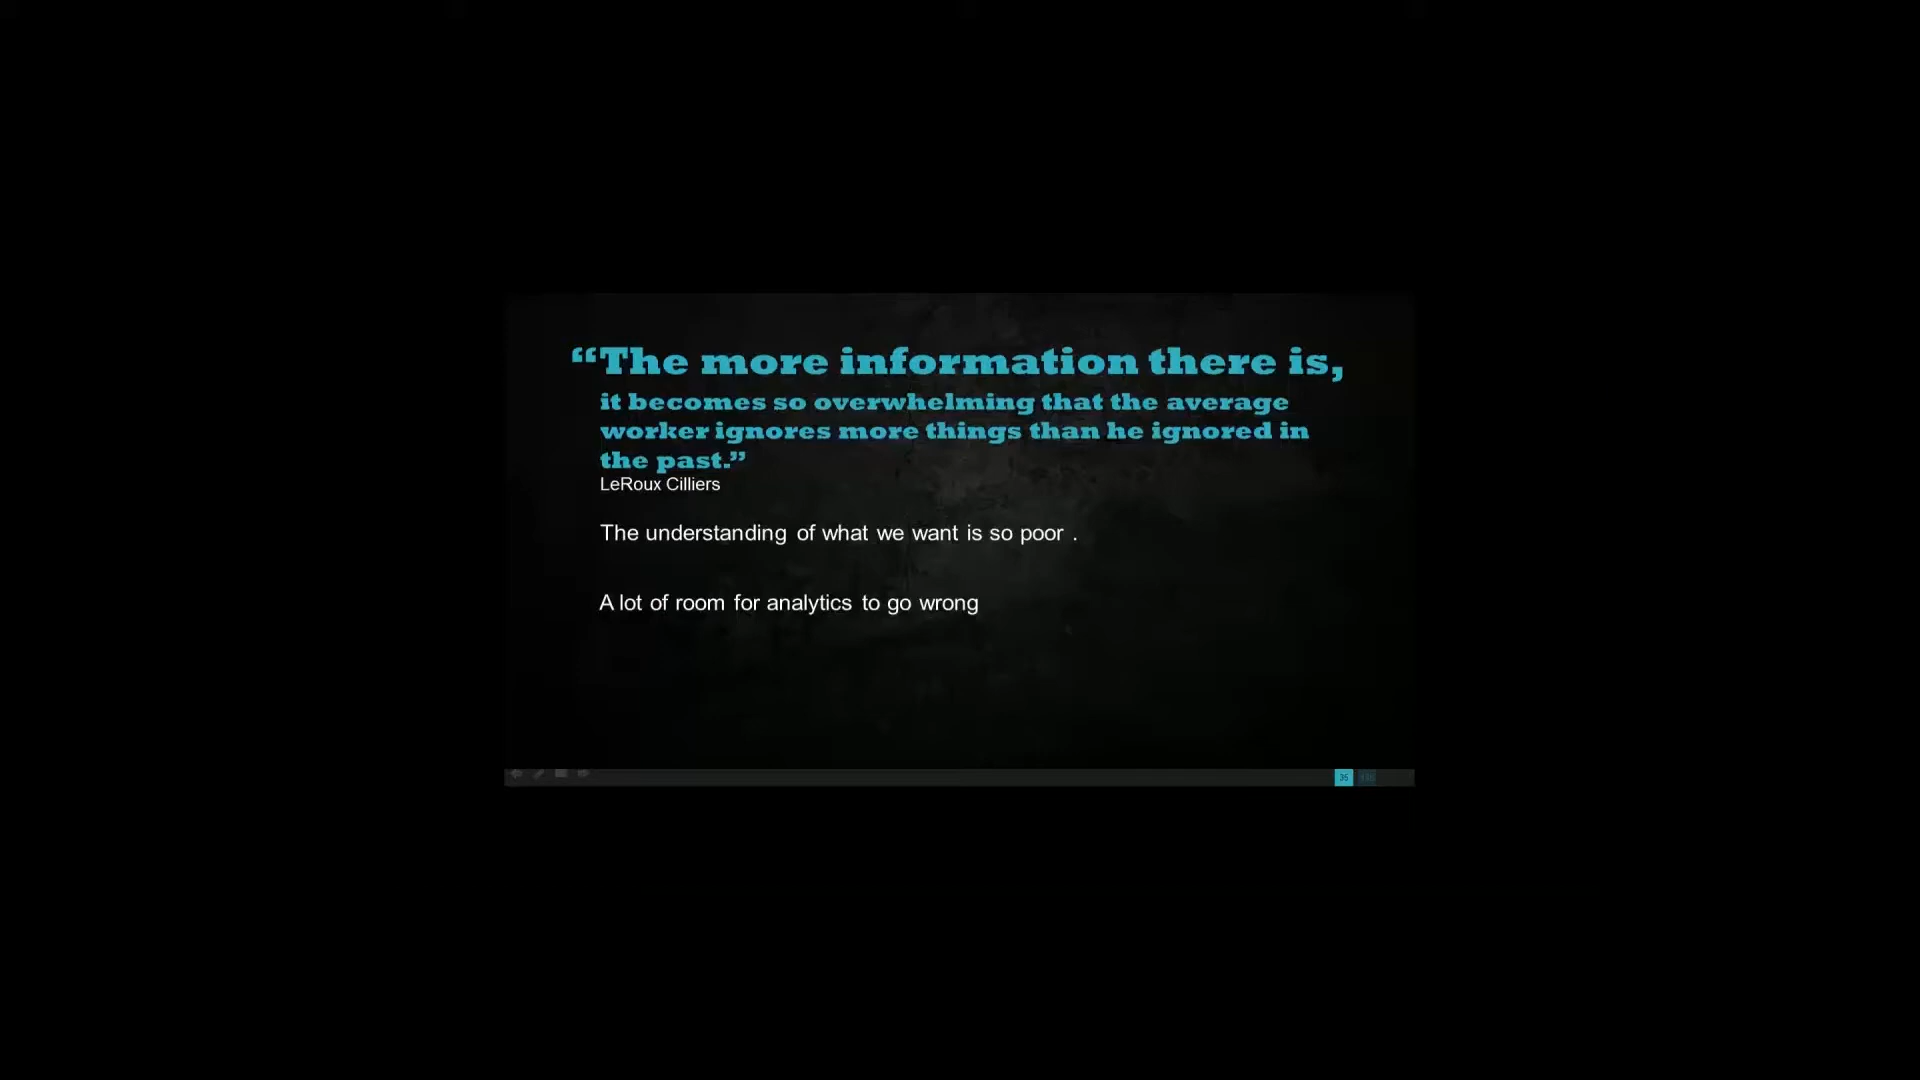 “The more information there is,
it becomes so overwhelming that the average
worker ignores more things than he ignored in
the past.”
LeRoux Cilliers
The understanding of what we want is so poor .
A lot of room for analytics to go wrong
35